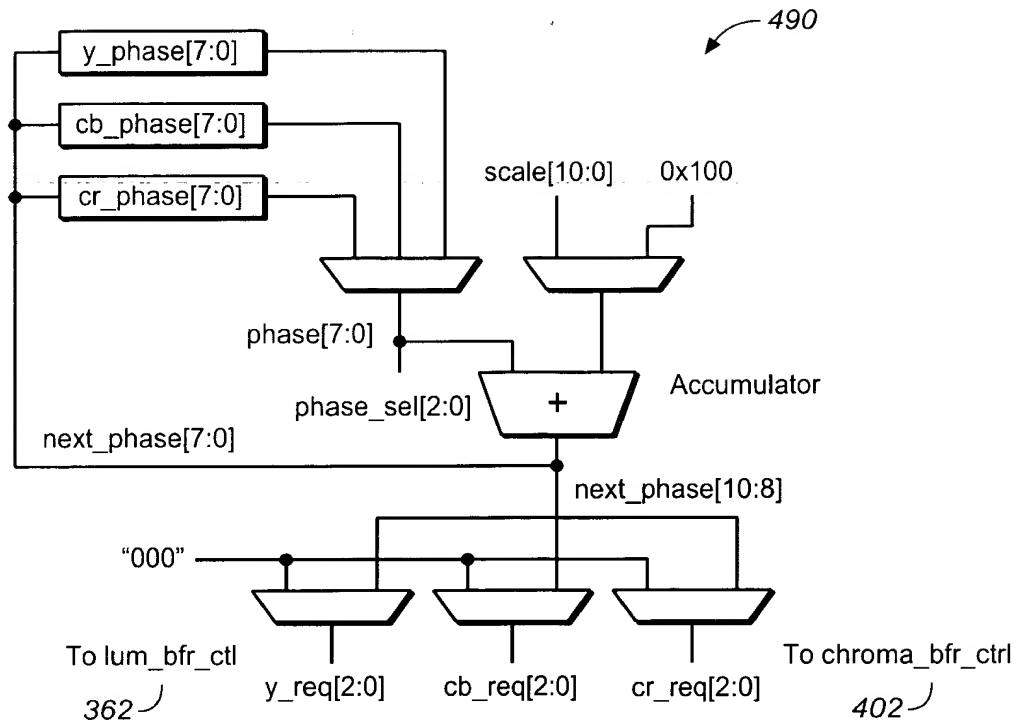 490
y_phase[7:0]
cb_phase[7:0]
cr_phase[7:0]
scale[10:0] 0x100
phase[7:0]
phase_sel[2:0]
+
Accumulator
next_phase[7:0]
next_phase[10:8]
“000”
To lum_bfr_ctl
362
y_req[2:0] cb_req[2:0] cr_req[2:0]
To chroma_bfr_ctrl
402